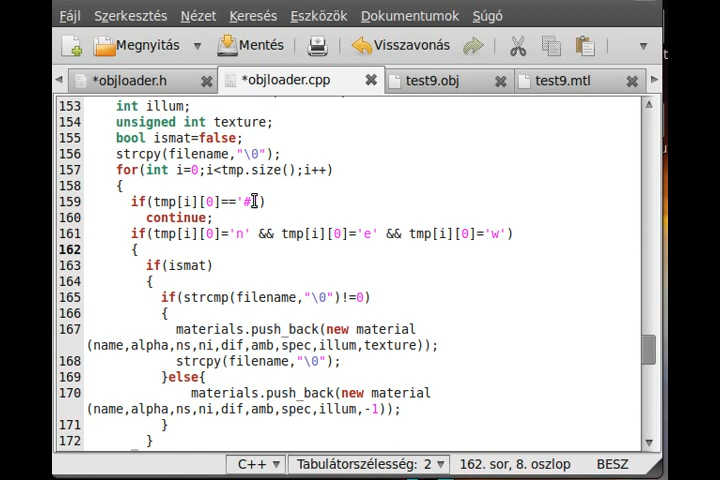 Fájl Szerkesztés Nézet Keresés Eszközök Dokumentumok Súgó
Megnyitás Mentés Visszavonás
*objloader.h *objloader.cpp test9.obj test9.mtl
153 int illum;
154 unsigned int texture;
155 bool ismat=false;
156 strcpy(filename,"\0");
157 for(int i=0;i<tmp.size();i++)
158 {
159 if(tmp[i][0]=='#')
160 continue;
161 if(tmp[i][0]='n' && tmp[i][0]='e' && tmp[i][0]='w')
162 {
163 if(ismat)
164 {
165 if(strcmp(filename,"\0")!=0)
166 {
167 materials.push_back(new material
(name,alpha,ns,ni,dif,amb,spec,illum,texture));
168 strcpy(filename,"\0");
169 }else{
170 materials.push_back(new material
(name,alpha,ns,ni,dif,amb,spec,illum,-1));
171 }
172 }
C++ Tabulátorszélesség: 2 162. sor, 8. oszlop BESZ